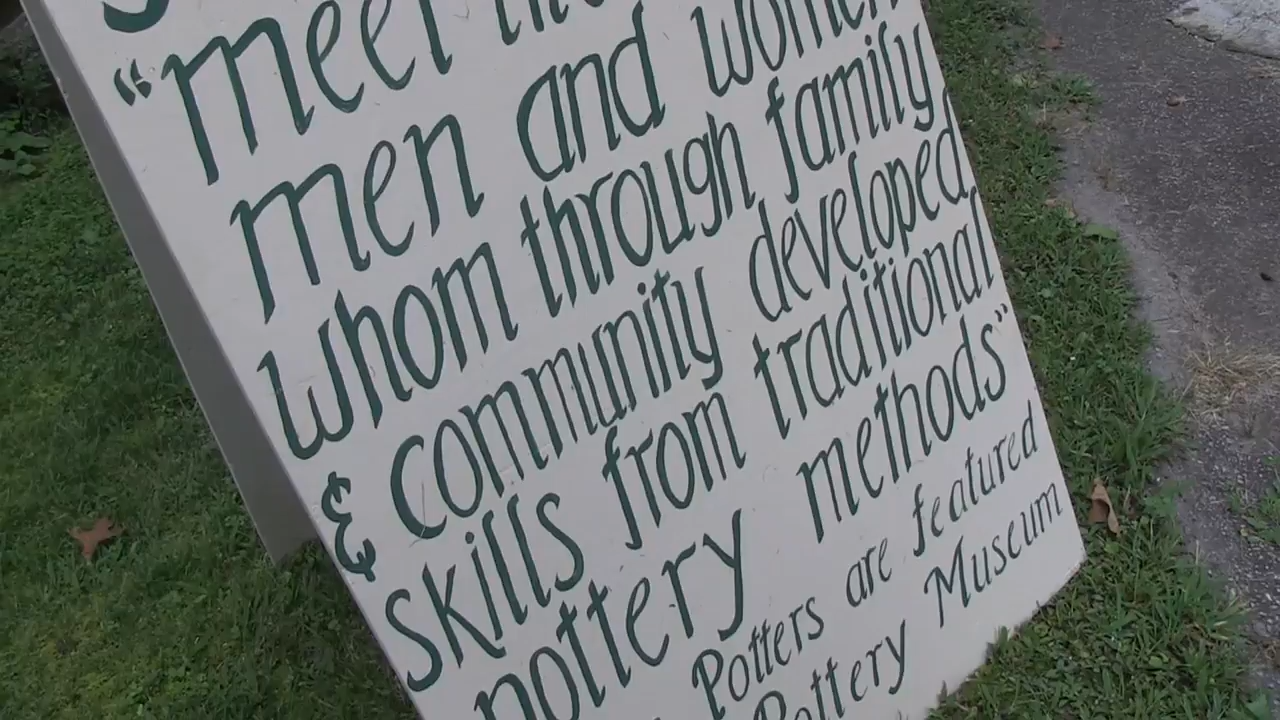 "meet the
men and women
whom through family
& community developed
skills from traditional
pottery methods"
Potters are featured
Pottery Museum